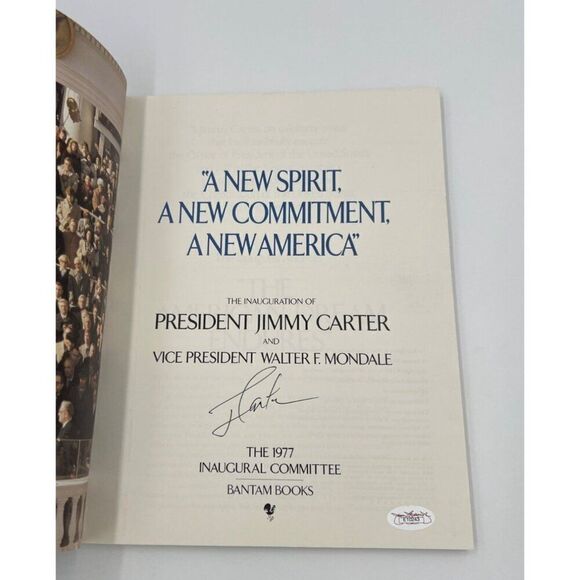 "A NEW SPIRIT,
A NEW COMMITMENT,
A NEW AMERICA"
THE INAUGURATION OF
PRESIDENT JIMMY CARTER
AND
VICE PRESIDENT WALTER F. MONDALE
J Carter
THE 1977
INAUGURAL COMMITTEE
BANTAM BOOKS